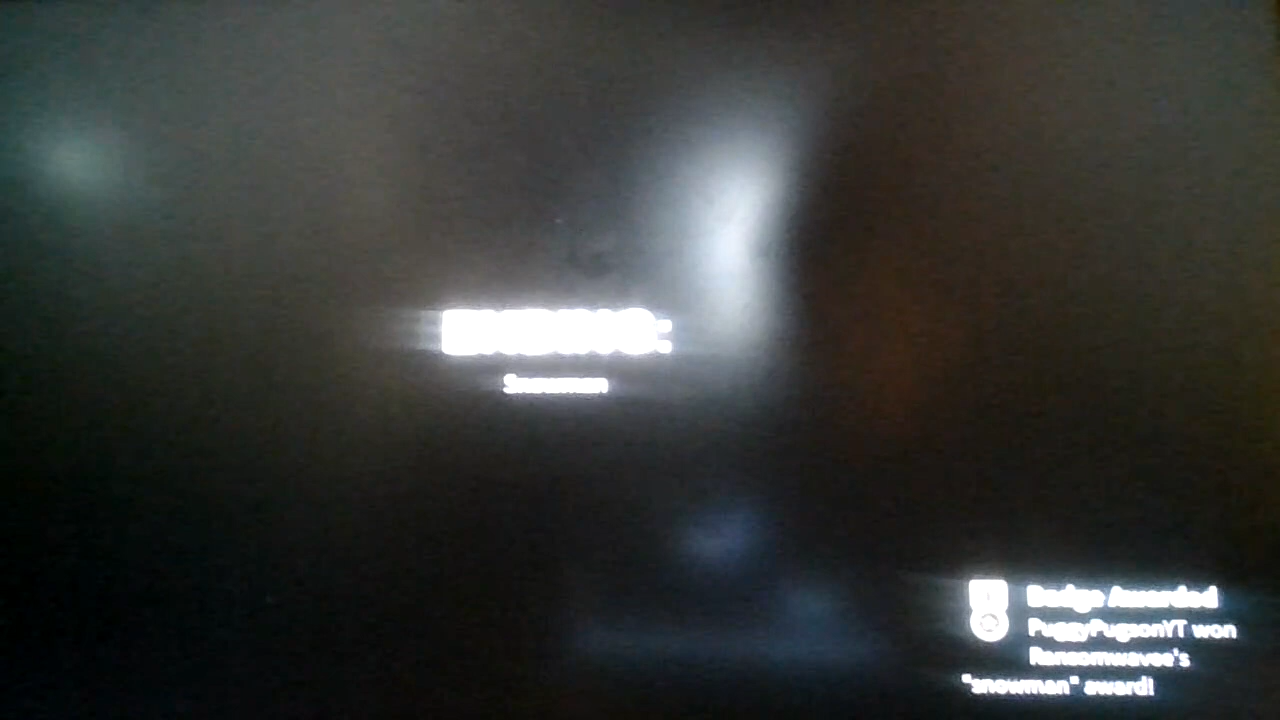 Snowman
Badge Awarded
PuggyPugsonYT won
Ransomwavee's
"snowman" award!